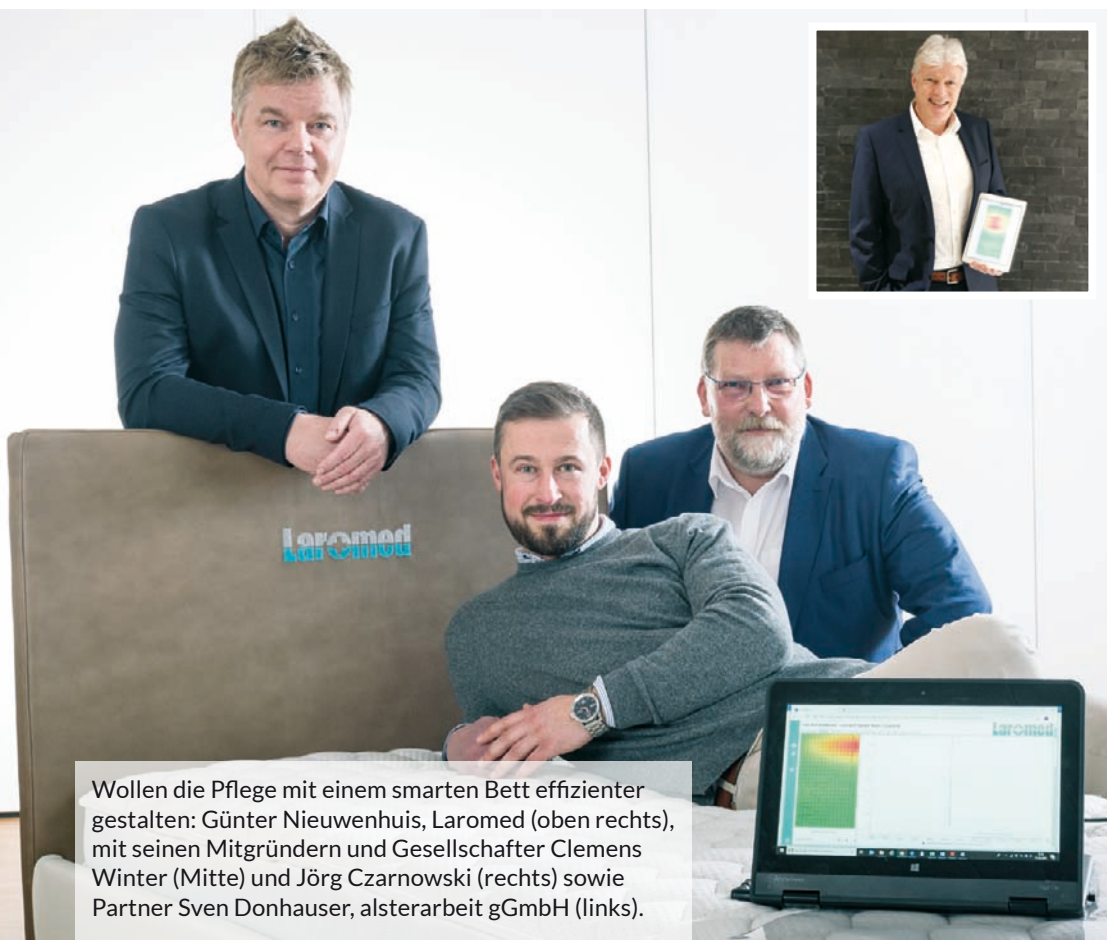 Laromed
Laromed
Wollen die Pflege mit einem smarten Bett effizienter
gestalten: Günter Nieuwenhuis, Laromed (oben rechts),
mit seinen Mitgründern und Gesellschafter Clemens
Winter (Mitte) und Jörg Czarnowski (rechts) sowie
Partner Sven Donhauser, alsterarbeit gGmbH (links).